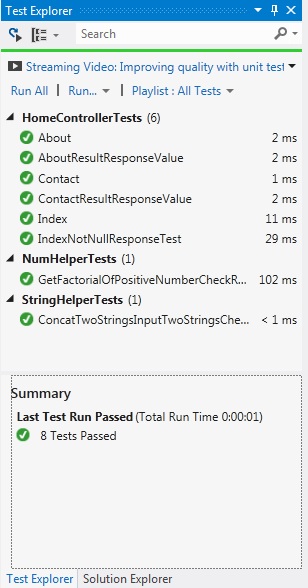 Test Explorer
Search
Streaming Video: Improving quality with unit test
Run All | Run... | Playlist : All Tests
HomeControllerTests (6)
About 2 ms
AboutResultResponseValue 2 ms
Contact 1 ms
ContactResultResponseValue 2 ms
Index 11 ms
IndexNotNullResponseTest 29 ms
NumHelperTests (1)
GetFactorialOfPositiveNumberCheckR... 102 ms
StringHelperTests (1)
ConcatTwoStringsInputTwoStringsChe... < 1 ms
Summary
Last Test Run Passed (Total Run Time 0:00:01)
8 Tests Passed
Test Explorer Solution Explorer